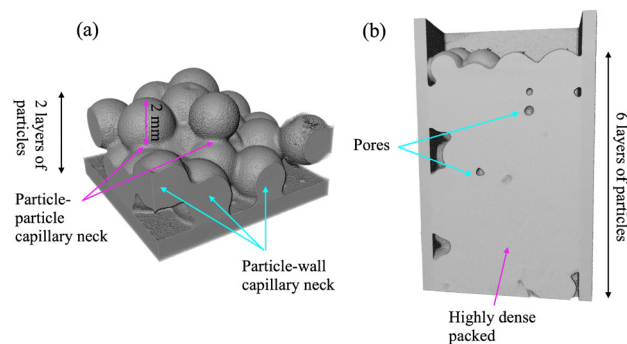 (a)
2 layers of
particles
2 mm
Particle-
particle
capillary neck
Particle-wall
capillary neck
(b)
Pores
6 layers of particles
Highly dense
packed